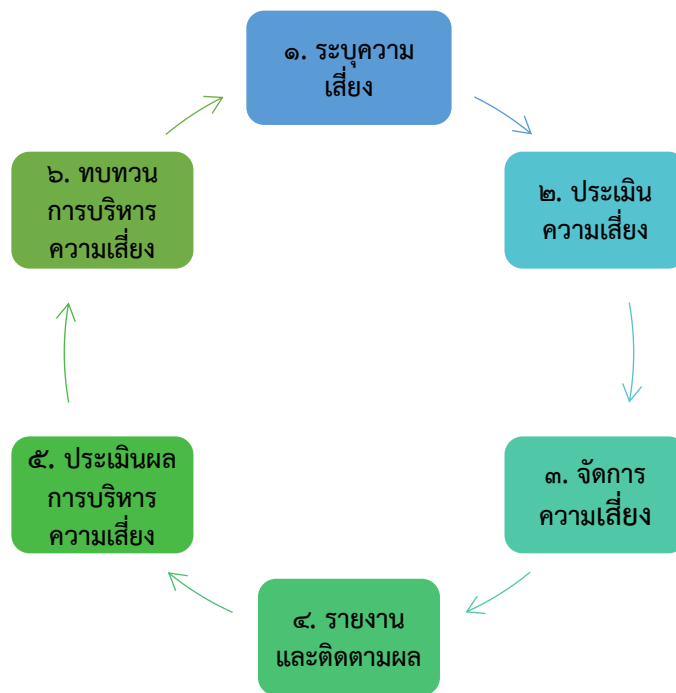 ๑. ระบุความ
เสี่ยง
๒. ประเมิน
ความเสี่ยง
๓. จัดการ
ความเสี่ยง
๔. รายงาน
และติดตามผล
๕. ประเมินผล
การบริหาร
ความเสี่ยง
๖. ทบทวน
การบริหาร
ความเสี่ยง